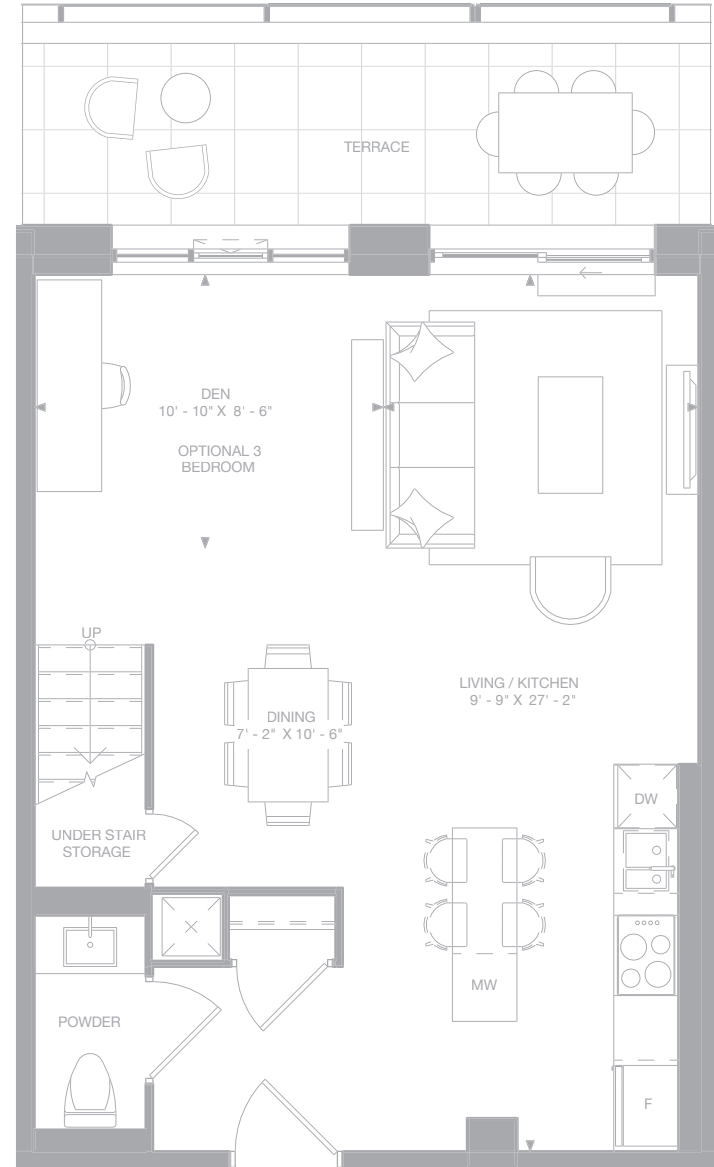 TERRACE
DEN
10' - 10" X 8' - 6"
OPTIONAL 3
BEDROOM
UP
LIVING / KITCHEN
9' - 9" X 27' - 2"
DINING
7' - 2" X 10' - 6"
DW
UNDER STAIR
STORAGE
MW
POWDER
F